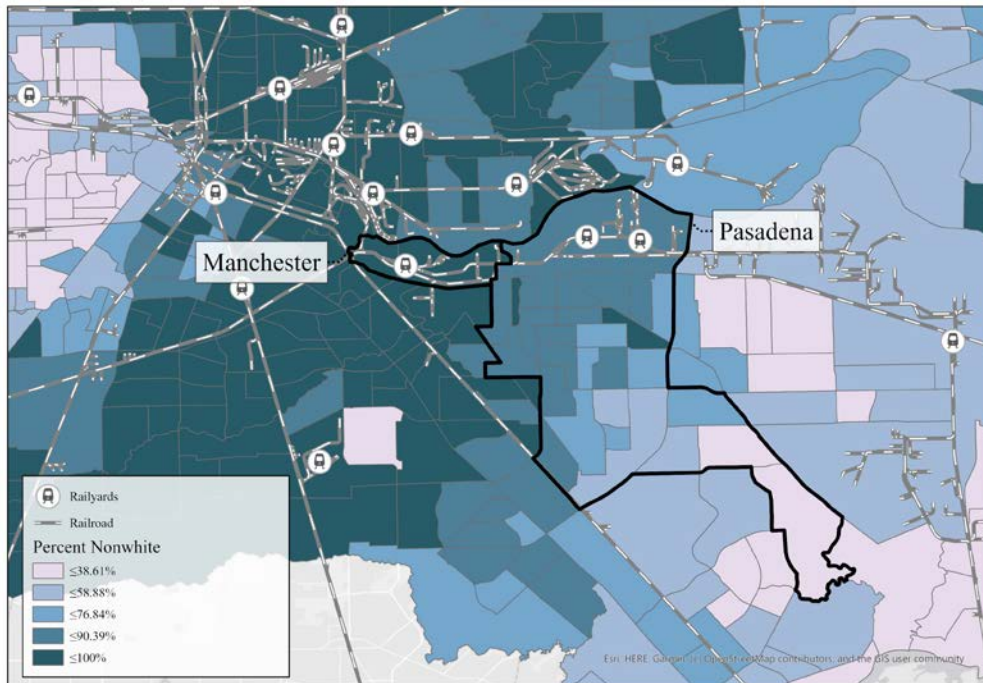 Pasadena
Manchester
Railyards
Railroad
Percent Nonwhite
≤38.61%
≤58.88%
≤76.84%
≤90.39%
≤100%
Esri, HERE, Garmin, (c) OpenStreetMap contributors, and the GIS user community